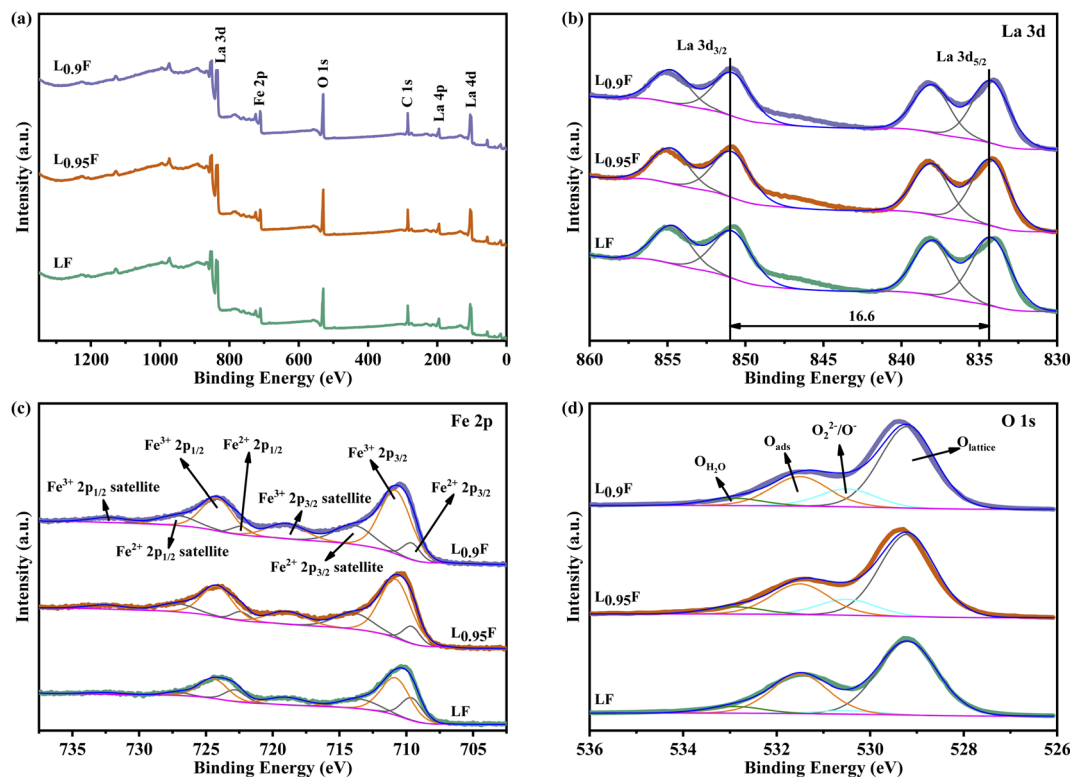 (a)
La 3d
Fe 2p
O 1s
C 1s
La 4p
La 4d
L0.9F
L0.95F
LF
Intensity (a.u.)
1200 1000 800 600 400 200 0
Binding Energy (eV)
(b)
La 3d
La 3d3/2
La 3d5/2
L0.9F
L0.95F
LF
16.6
Intensity (a.u.)
860 855 850 845 840 835 830
Binding Energy (eV)
(c)
Fe 2p
Fe3+ 2p1/2
Fe2+ 2p1/2
Fe3+ 2p3/2
Fe3+ 2p1/2 satellite
Fe3+ 2p3/2 satellite
Fe2+ 2p3/2
Fe2+ 2p1/2 satellite
Fe2+ 2p3/2 satellite
L0.9F
L0.95F
LF
Intensity (a.u.)
735 730 725 720 715 710 705
Binding Energy (eV)
(d)
O 1s
OH2O
Oads
O22-/O-
Olattice
L0.9F
L0.95F
LF
Intensity (a.u.)
536 534 532 530 528 526
Binding Energy (eV)